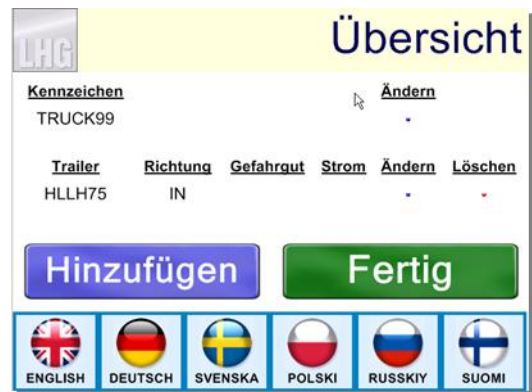 LHG
Übersicht
Kennzeichen Ändern
TRUCK99
Trailer Richtung Gefahrgut Strom Ändern Löschen
HLLH75 IN
Hinzufügen Fertig
ENGLISH DEUTSCH SVENSKA POLSKI RUSSKIY SUOMI